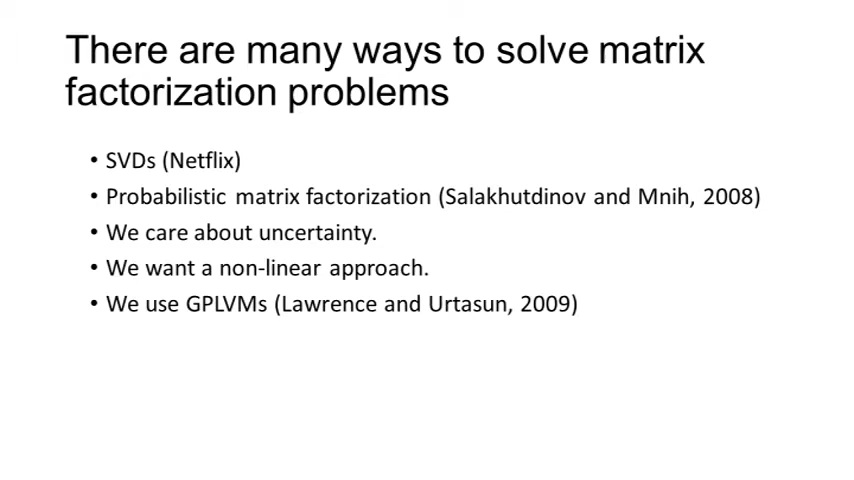 There are many ways to solve matrix
factorization problems
• SVDs (Netflix)
• Probabilistic matrix factorization (Salakhutdinov and Mnih, 2008)
• We care about uncertainty.
• We want a non-linear approach.
• We use GPLVMs (Lawrence and Urtasun, 2009)